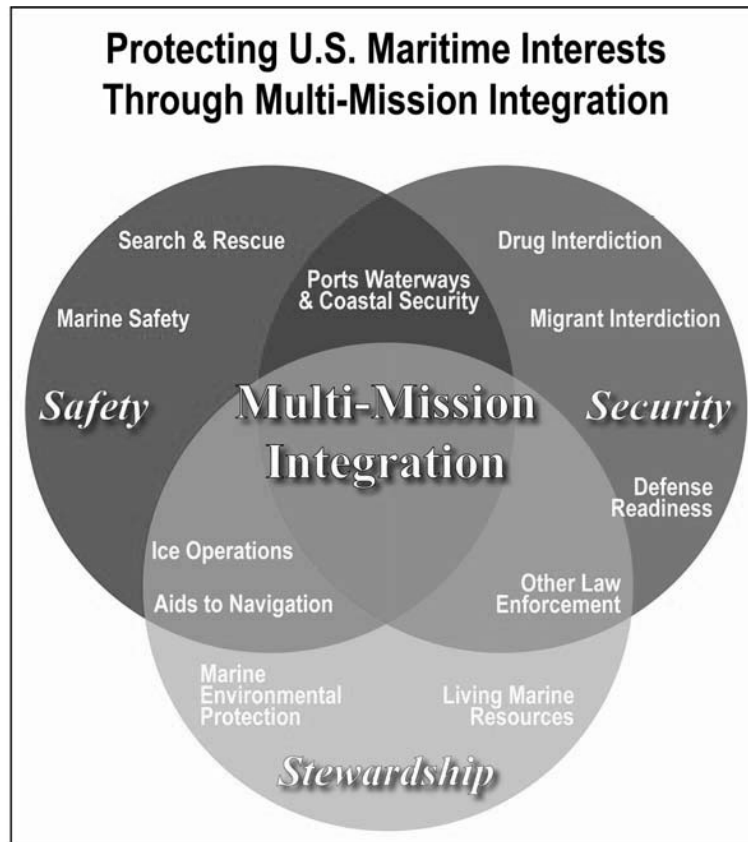 Protecting U.S. Maritime Interests
Through Multi-Mission Integration
Search & Rescue
Drug Interdiction
Ports Waterways
& Coastal Security
Marine Safety
Migrant Interdiction
Safety
Multi-Mission
Integration
Security
Defense
Readiness
Ice Operations
Aids to Navigation
Other Law
Enforcement
Marine
Environmental
Protection
Living Marine
Resources
Stewardship